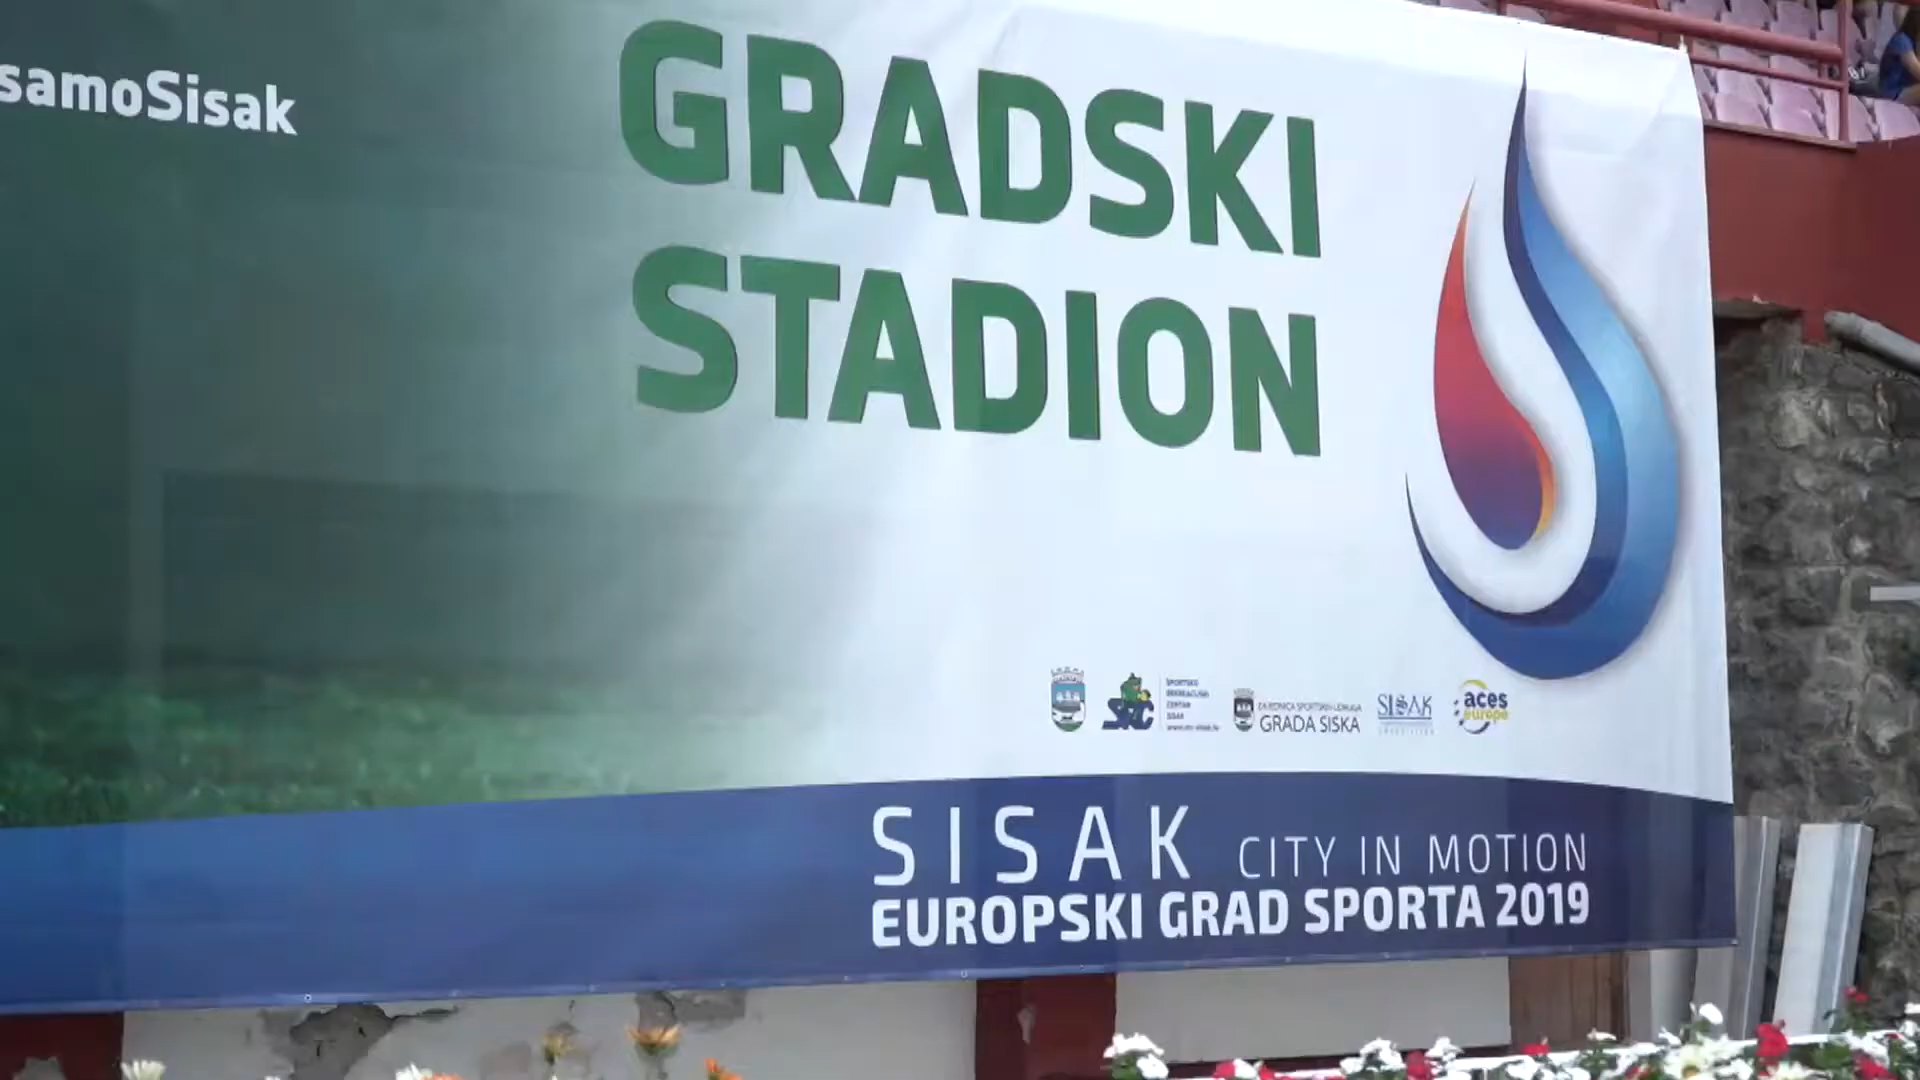 samoSisak
GRADSKI
STADION
GRADA SISKA
SISAK
aces
europe
SISAK CITY IN MOTION
EUROPSKI GRAD SPORTA 2019